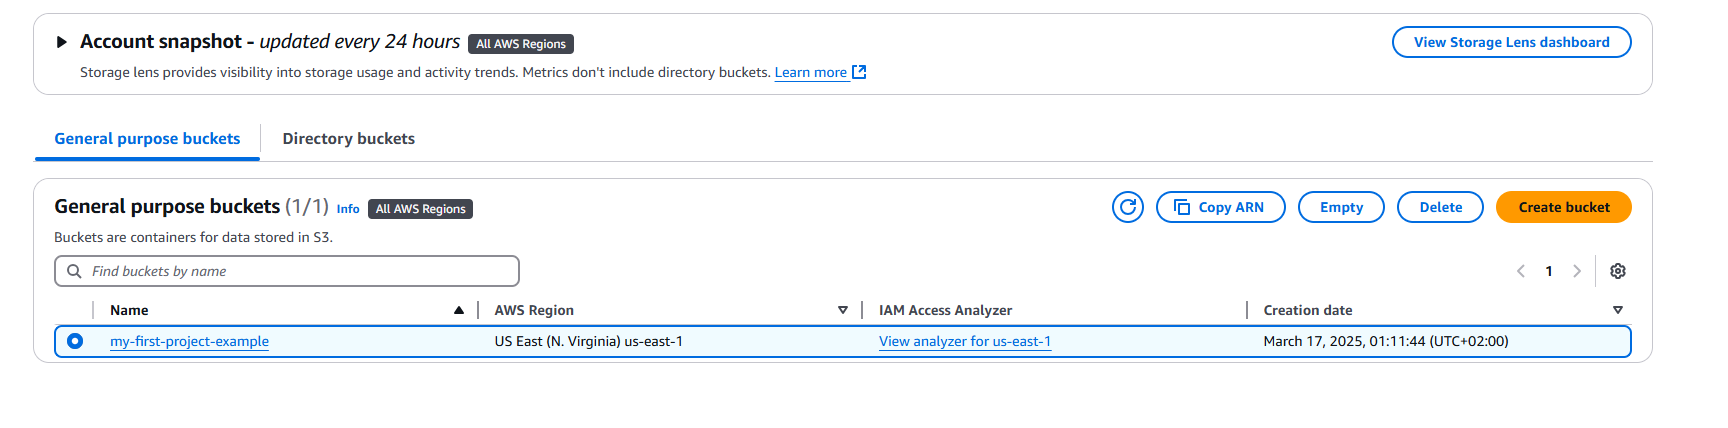 Account snapshot - updated every 24 hours All AWS Regions View Storage Lens dashboard
Storage lens provides visibility into storage usage and activity trends. Metrics don't include directory buckets. Learn more
General purpose buckets Directory buckets
General purpose buckets (1/1) Info All AWS Regions Copy ARN Empty Delete Create bucket
Buckets are containers for data stored in S3.
Find buckets by name 1
Name AWS Region IAM Access Analyzer Creation date
my-first-project-example US East (N. Virginia) us-east-1 View analyzer for us-east-1 March 17, 2025, 01:11:44 (UTC+02:00)